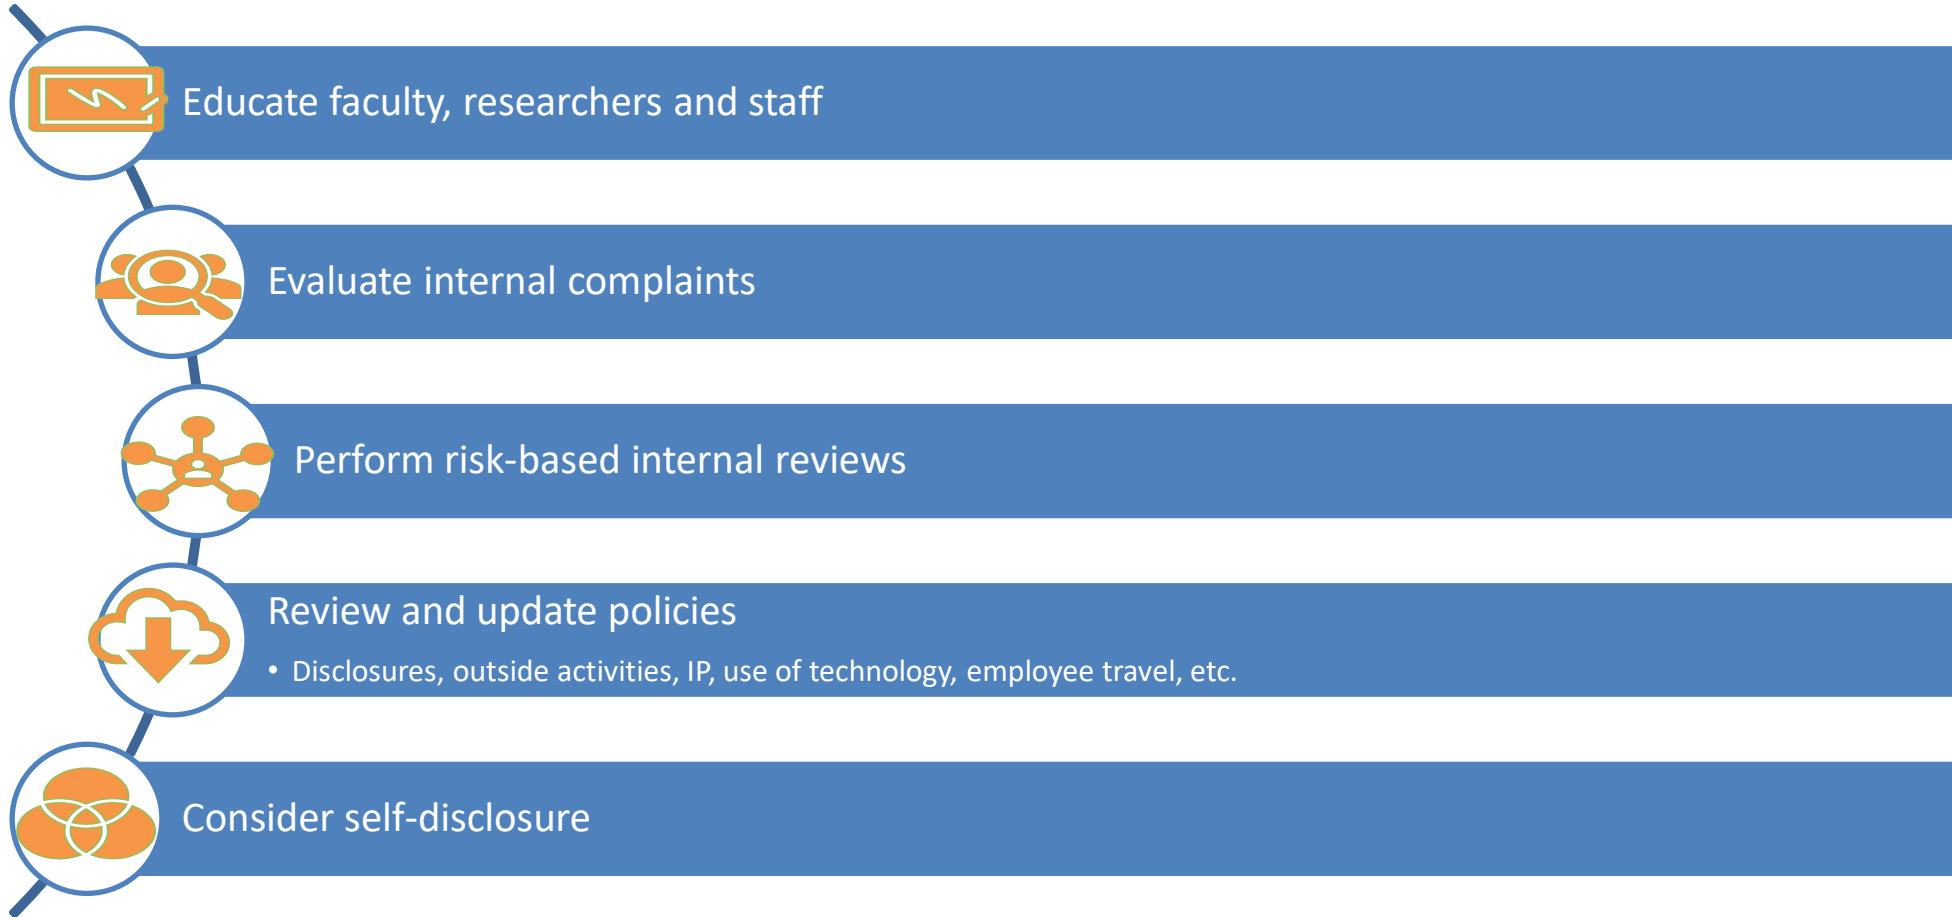 Educate faculty, researchers and staff
Evaluate internal complaints
Perform risk-based internal reviews
Review and update policies
• Disclosures, outside activities, IP, use of technology, employee travel, etc.
Consider self-disclosure